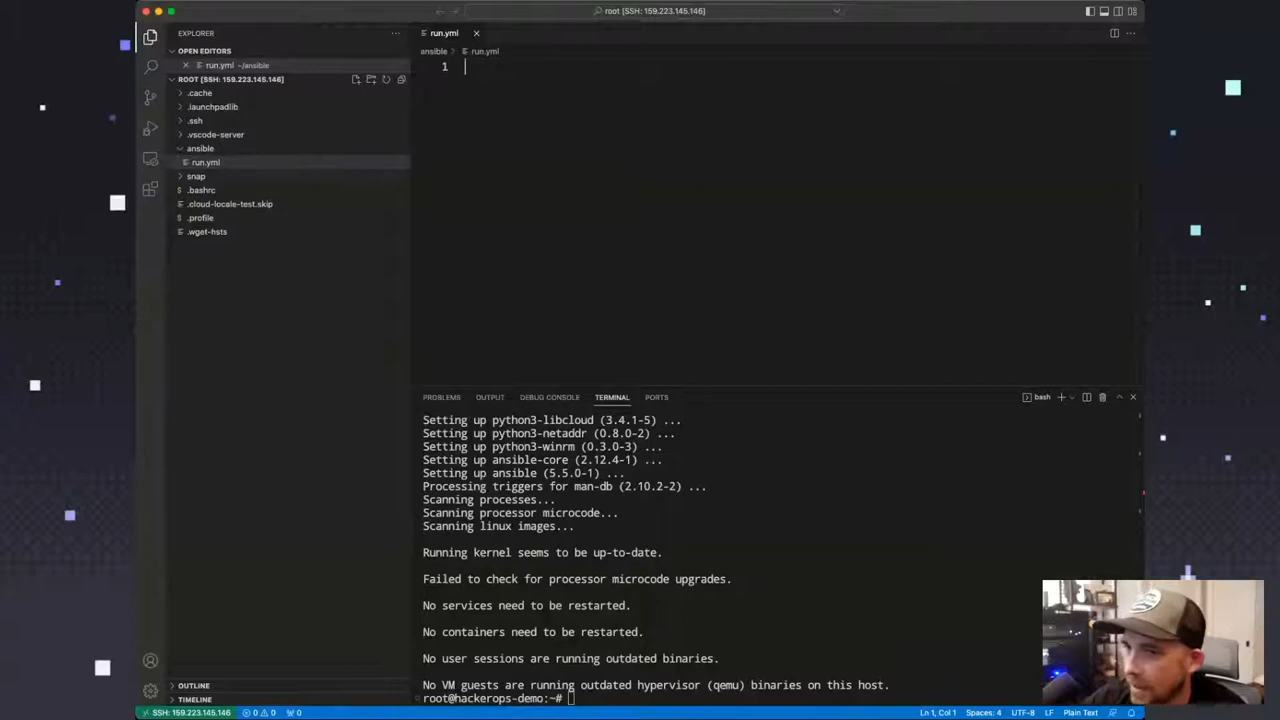 root [SSH: 159.223.145.146]
EXPLORER
OPEN EDITORS
run.yml ~/ansible
ROOT [SSH: 159.223.145.146]
.cache
.launchpadlib
.ssh
.vscode-server
ansible
run.yml
snap
$ .bashrc
.cloud-locale-test.skip
$ .profile
.wget-hsts
OUTLINE
TIMELINE
run.yml
ansible > run.yml
1
PROBLEMS OUTPUT DEBUG CONSOLE TERMINAL PORTS
bash
Setting up python3-libcloud (3.4.1-5) ...
Setting up python3-netaddr (0.8.0-2) ...
Setting up python3-winrm (0.3.0-3) ...
Setting up ansible-core (2.12.4-1) ...
Setting up ansible (5.5.0-1) ...
Processing triggers for man-db (2.10.2-2) ...
Scanning processes...
Scanning processor microcode...
Scanning linux images...
Running kernel seems to be up-to-date.
Failed to check for processor microcode upgrades.
No services need to be restarted.
No containers need to be restarted.
No user sessions are running outdated binaries.
No VM guests are running outdated hypervisor (qemu) binaries on this host.
root@hackerops-demo:~#
SSH: 159.223.145.146 0 0 0 Ln 1, Col 1 Spaces: 4 UTF-8 LF Plain Text